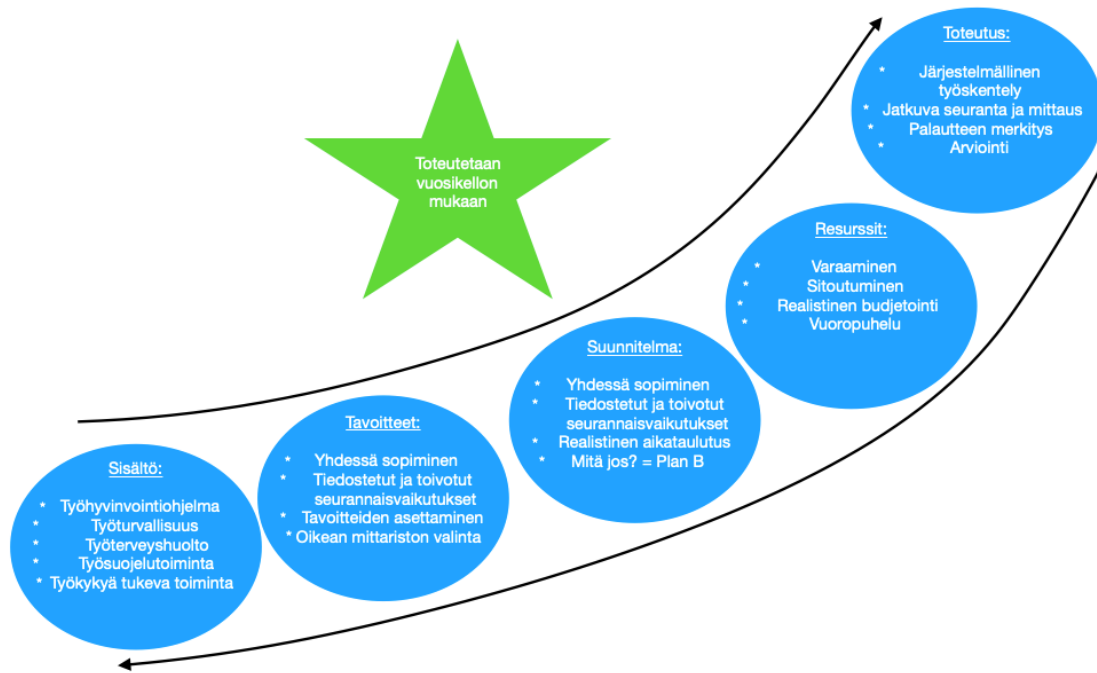 Toteutetaan
vuosikellon
mukaan
Sisältö:
* Työhyvinvointiohjelma
* Työturvallisuus
* Työterveyshuolto
* Työsuojelutoiminta
* Työkykyä tukeva toiminta
Tavoitteet:
* Yhdessä sopiminen
* Tiedostetut ja toivotut
seurannaisvaikutukset
* Tavoitteiden asettaminen
* Oikean mittariston valinta
Suunnitelma:
* Yhdessä sopiminen
* Tiedostetut ja toivotut
seurannaisvaikutukset
* Realistinen aikataulutus
* Mitä jos? = Plan B
Resurssit:
* Varaaminen
* Sitoutuminen
* Realistinen budjetointi
* Vuoropuhelu
Toteutus:
* Järjestelmällinen
työskentely
* Jatkuva seuranta ja mittaus
* Palautteen merkitys
* Arviointi